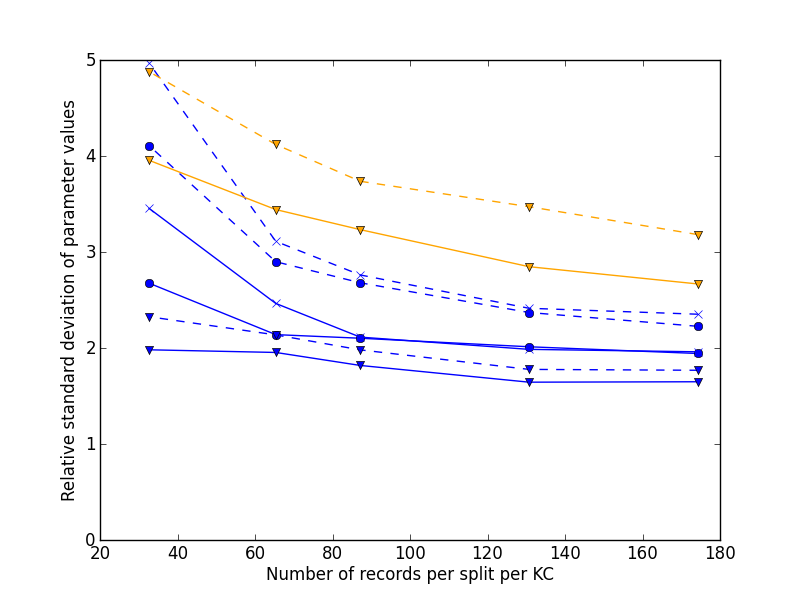 5
4
3
2
1
0
20 40 60 80 100 120 140 160 180
Number of records per split per KC
Relative standard deviation of parameter values